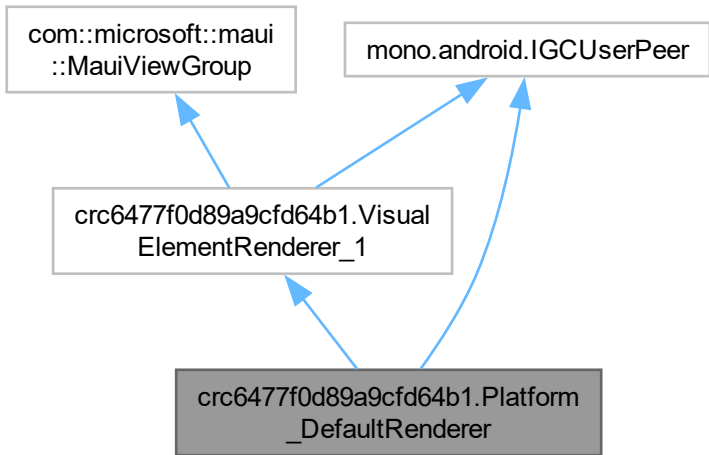 com::microsoft::maui
::MauiViewGroup
mono.android.IGCUserPeer
crc6477f0d89a9cfd64b1.Visual
ElementRenderer_1
crc6477f0d89a9cfd64b1.Platform
_DefaultRenderer